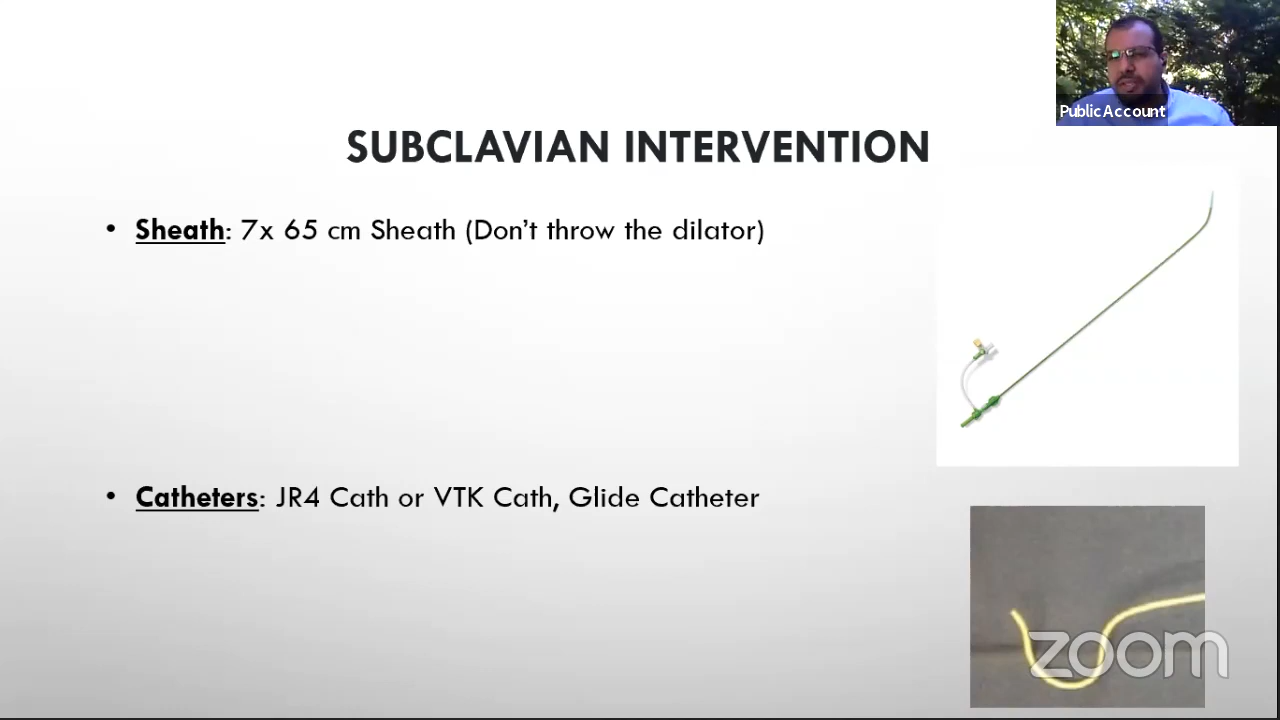 Public Account
SUBCLAVIAN INTERVENTION
• Sheath: 7x 65 cm Sheath (Don’t throw the dilator)
• Catheters: JR4 Cath or VTK Cath, Glide Catheter
zoom